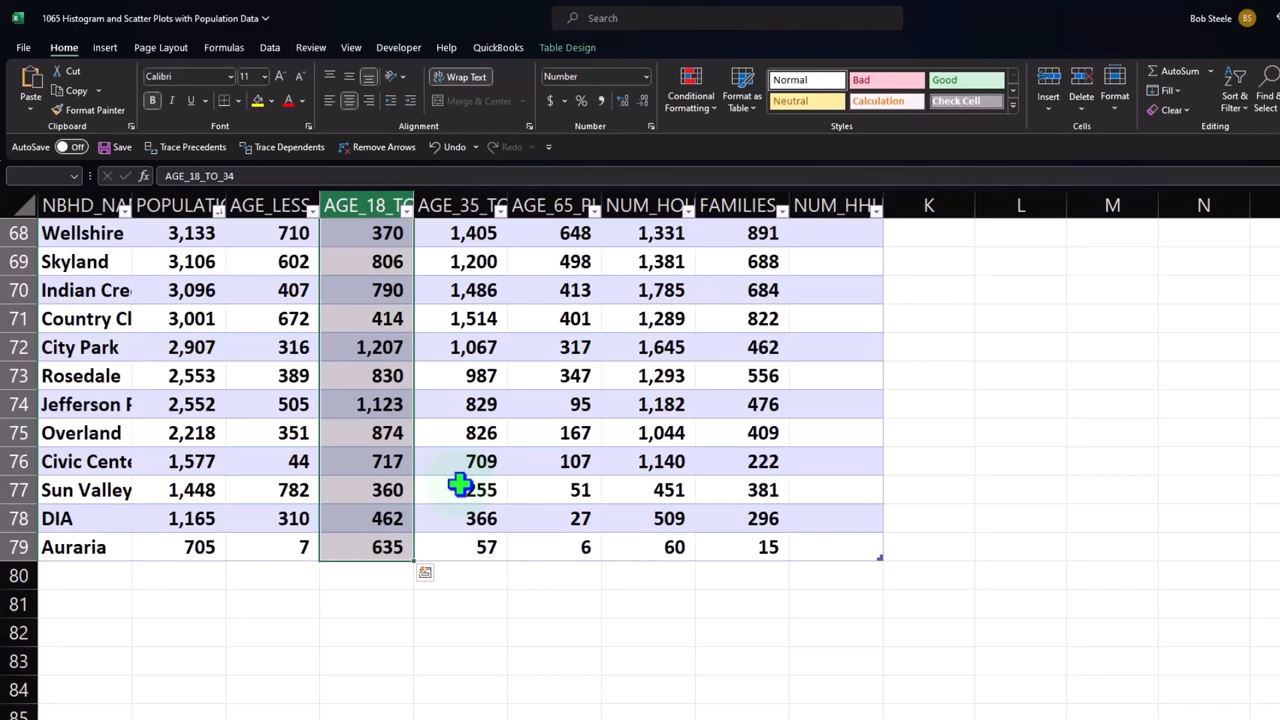 1065 Histogram and Scatter Plots with Population Data
Search
Bob Steele BS
File Home Insert Page Layout Formulas Data Review View Developer Help QuickBooks Table Design
Paste Cut Copy Format Painter Clipboard
Calibri 11 A A B I U A Font
Wrap Text Merge & Center Alignment
Number $ % , Number
Conditional Formatting Format as Table Normal Bad Good Neutral Calculation Check Cell Styles
Insert Delete Format Cells
AutoSum Fill Clear Sort & Filter Find & Editing
AutoSave Off Save Trace Precedents Trace Dependents Remove Arrows Undo Redo
fx AGE_18_TO_34
NBHD_NA POPULATI AGE_LESS AGE_18_TO AGE_35_TO AGE_65_PL NUM_HOU FAMILIES NUM_HHL K L M N
68 Wellshire 3,133 710 370 1,405 648 1,331 891
69 Skyland 3,106 602 806 1,200 498 1,381 688
70 Indian Cre 3,096 407 790 1,486 413 1,785 684
71 Country Cl 3,001 672 414 1,514 401 1,289 822
72 City Park 2,907 316 1,207 1,067 317 1,645 462
73 Rosedale 2,553 389 830 987 347 1,293 556
74 Jefferson P 2,552 505 1,123 829 95 1,182 476
75 Overland 2,218 351 874 826 167 1,044 409
76 Civic Cente 1,577 44 717 709 107 1,140 222
77 Sun Valley 1,448 782 360 255 51 451 381
78 DIA 1,165 310 462 366 27 509 296
79 Auraria 705 7 635 57 6 60 15
80
81
82
83
84
85